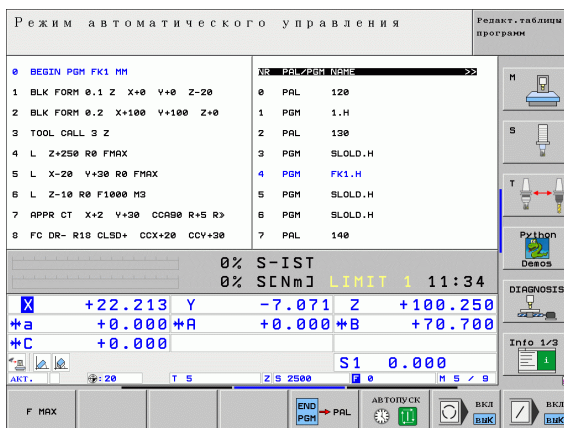 Режим автоматического управления
Редакт.таблицы
программ
0 BEGIN PGM FK1 MM
1 BLK FORM 0.1 Z X+0 Y+0 Z-20
2 BLK FORM 0.2 X+100 Y+100 Z+0
3 TOOL CALL 3 Z
4 L Z+250 R0 FMAX
5 L X-20 Y+30 R0 FMAX
6 L Z-10 R0 F1000 M3
7 APPR CT X+2 Y+30 CCA90 R+5 R»
8 FC DR- R18 CLSD+ CCX+20 CCY+30
NR PAL/PGM NAME >>
0 PAL 120
1 PGM 1.H
2 PAL 130
3 PGM SLOLD.H
4 PGM FK1.H
5 PGM SLOLD.H
6 PGM SLOLD.H
7 PAL 140
0% S-IST
0% S[Nm] LIMIT 1 11:34
X +22.213 Y -7.071 Z +100.250
*a +0.000 *A +0.000 *B +70.700
*C +0.000
S1 0.000
АКТ. :20 T 5 Z S 2500 F 0 M 5 / 9
M
S
T
Python
Demos
DIAGNOSIS
Info 1/3
F MAX
END
PGM → PAL
АВТОПУСК
ВКЛ
ВЫК
ВКЛ
ВЫК